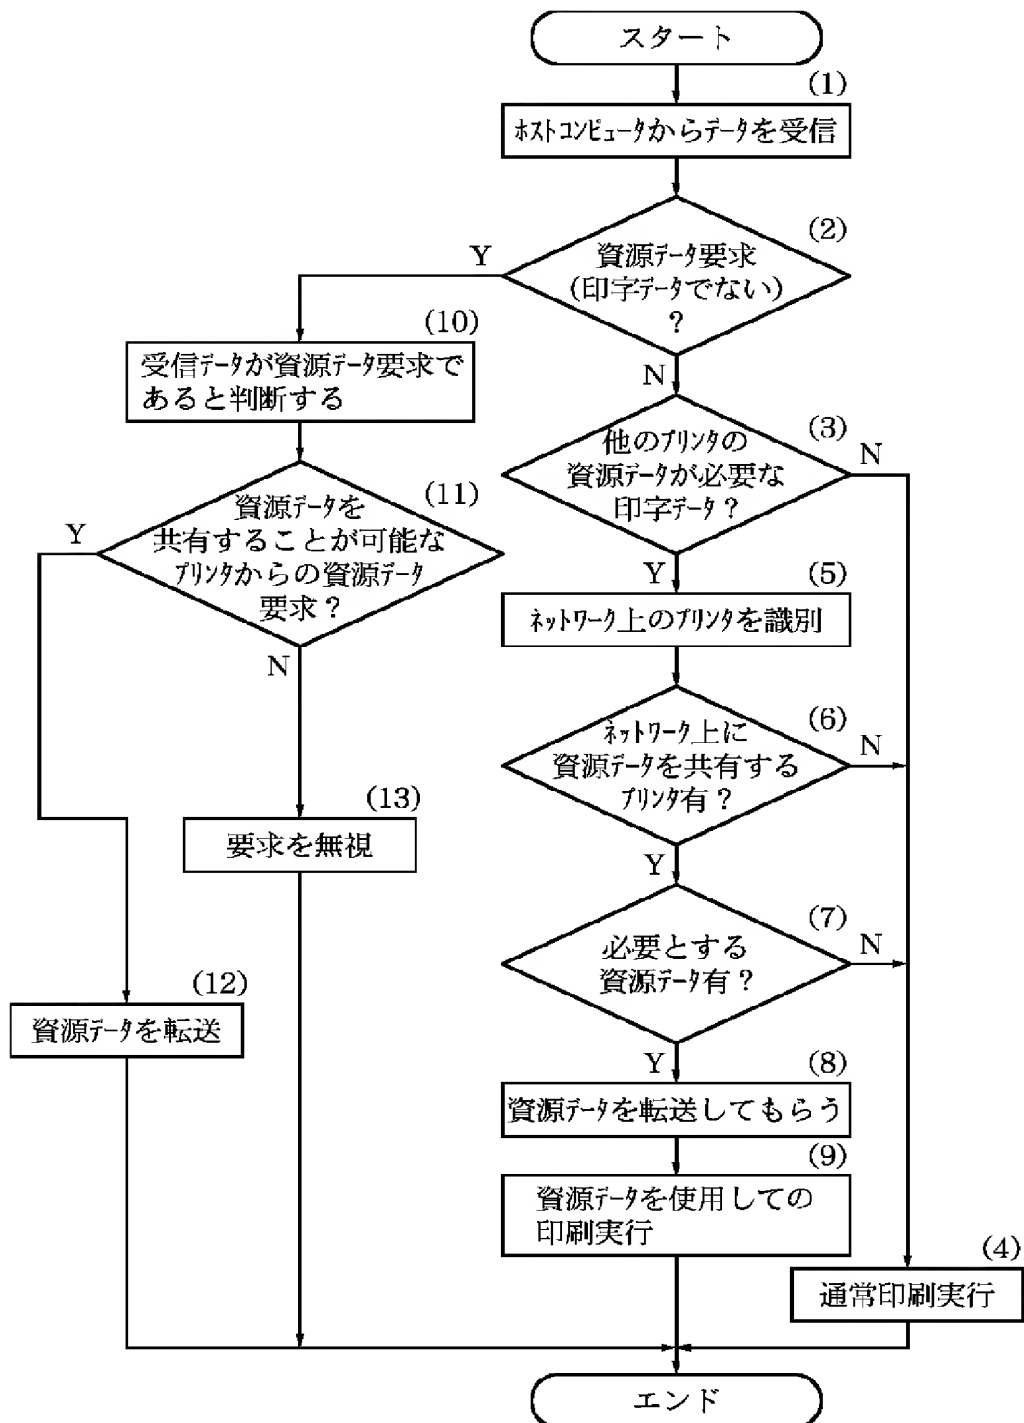 スタート
(1)
ホストコンピュータからデータを受信
(2)
資源データ要求
(印字データでない)
?
Y
N
(10)
受信データが資源データ要求で
あると判断する
(3)
他のプリンタの
資源データが必要な
印字データ?
N
Y
(11)
資源データを
共有することが可能な
プリンタからの資源データ
要求?
Y
N
(5)
ネットワーク上のプリンタを識別
(6)
ネットワーク上に
資源データを共有する
プリンタ有?
N
Y
(13)
要求を無視
(7)
必要とする
資源データ有?
N
Y
(12)
資源データを転送
(8)
資源データを転送してもらう
(9)
資源データを使用しての
印刷実行
(4)
通常印刷実行
エンド